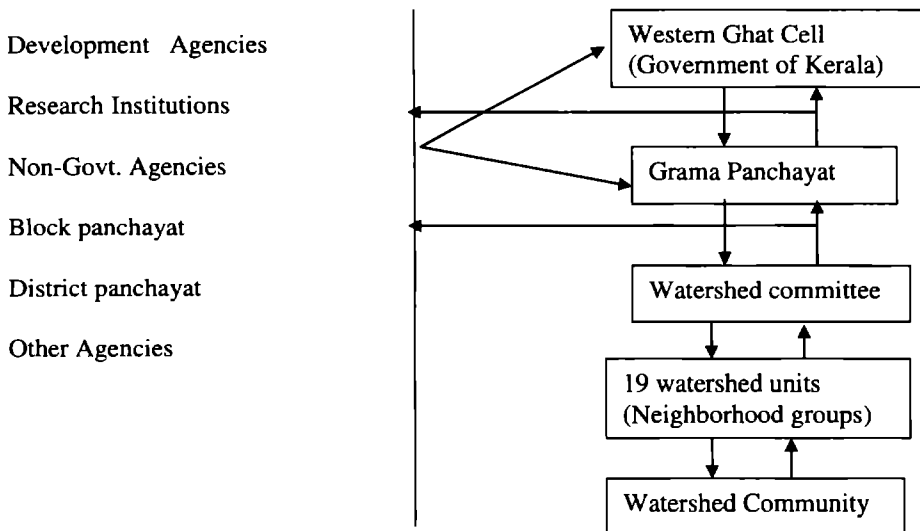 Development Agencies
Research Institutions
Non-Govt. Agencies
Block panchayat
District panchayat
Other Agencies
Western Ghat Cell
(Government of Kerala)
Grama Panchayat
Watershed committee
19 watershed units
(Neighborhood groups)
Watershed Community